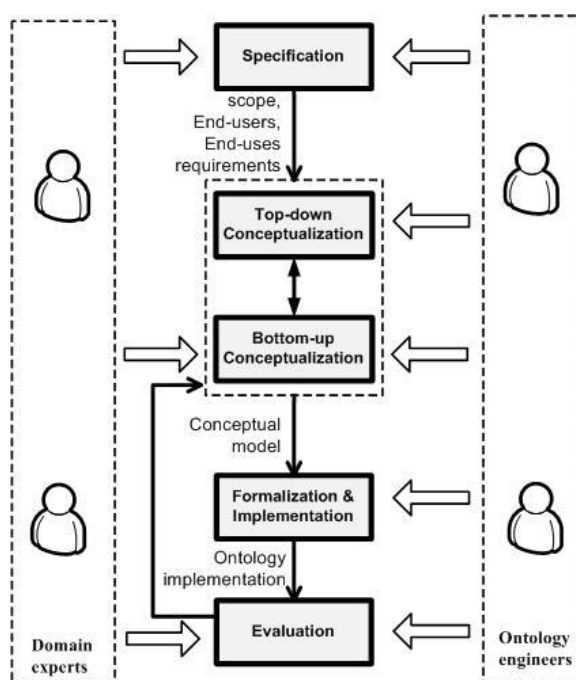 Specification
scope,
End-users,
End-uses
requirements
Top-down
Conceptualization
Bottom-up
Conceptualization
Conceptual
model
Formalization &
Implementation
Ontology
implementation
Evaluation
Domain
experts
Ontology
engineers